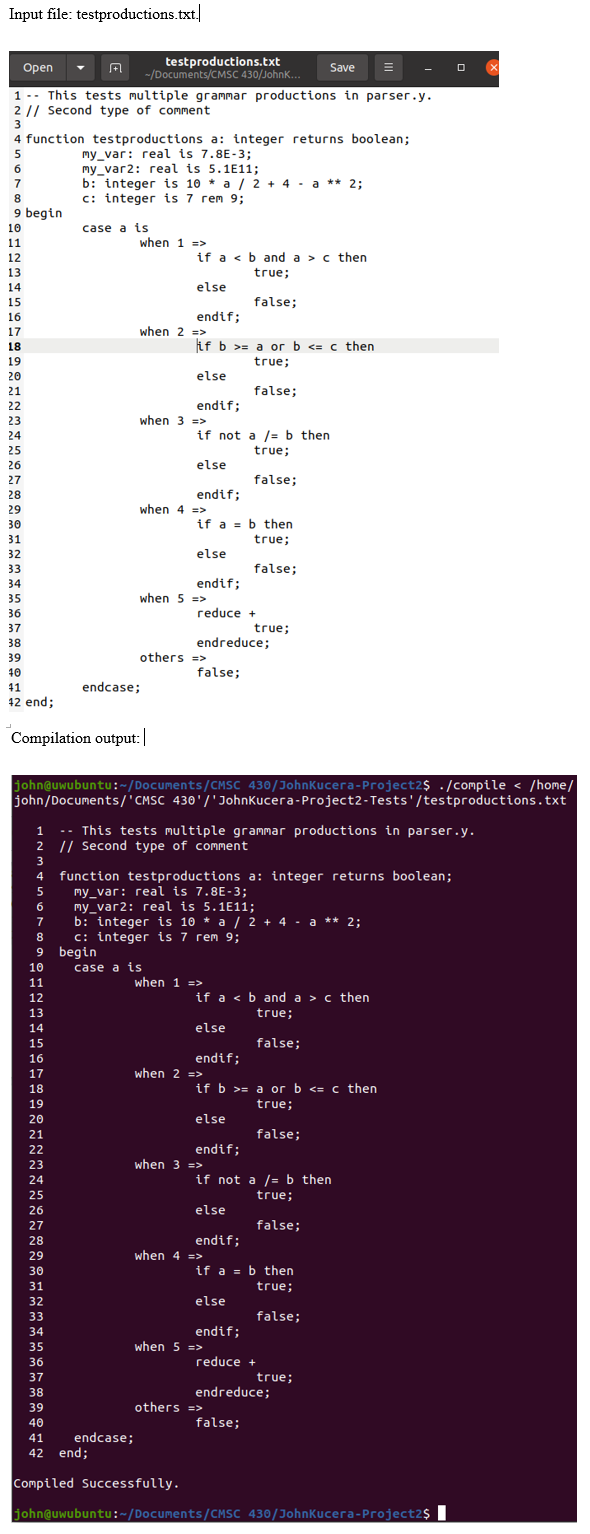 Input file: testproductions.txt.
Open
testproductions.txt
~/Documents/CMSC 430/JohnK...
Save
1 -- This tests multiple grammar productions in parser.y.
2 // Second type of comment
3
4 function testproductions a: integer returns boolean;
5 my_var: real is 7.8E-3;
6 my_var2: real is 5.1E11;
7 b: integer is 10 * a / 2 + 4 - a ** 2;
8 c: integer is 7 rem 9;
9 begin
10 case a is
11 when 1 =>
12 if a < b and a > c then
13 true;
14 else
15 false;
16 endif;
17 when 2 =>
18 if b >= a or b <= c then
19 true;
20 else
21 false;
22 endif;
23 when 3 =>
24 if not a /= b then
25 true;
26 else
27 false;
28 endif;
29 when 4 =>
30 if a = b then
31 true;
32 else
33 false;
34 endif;
35 when 5 =>
36 reduce +
37 true;
38 endreduce;
39 others =>
40 false;
41 endcase;
42 end;
Compilation output:
john@uwubuntu:~/Documents/CMSC 430/JohnKucera-Project2$ ./compile < /home/
john/Documents/'CMSC 430'/'JohnKucera-Project2-Tests'/testproductions.txt
1 -- This tests multiple grammar productions in parser.y.
2 // Second type of comment
3
4 function testproductions a: integer returns boolean;
5 my_var: real is 7.8E-3;
6 my_var2: real is 5.1E11;
7 b: integer is 10 * a / 2 + 4 - a ** 2;
8 c: integer is 7 rem 9;
9 begin
10 case a is
11 when 1 =>
12 if a < b and a > c then
13 true;
14 else
15 false;
16 endif;
17 when 2 =>
18 if b >= a or b <= c then
19 true;
20 else
21 false;
22 endif;
23 when 3 =>
24 if not a /= b then
25 true;
26 else
27 false;
28 endif;
29 when 4 =>
30 if a = b then
31 true;
32 else
33 false;
34 endif;
35 when 5 =>
36 reduce +
37 true;
38 endreduce;
39 others =>
40 false;
41 endcase;
42 end;
Compiled Successfully.
john@uwubuntu:~/Documents/CMSC 430/JohnKucera-Project2$